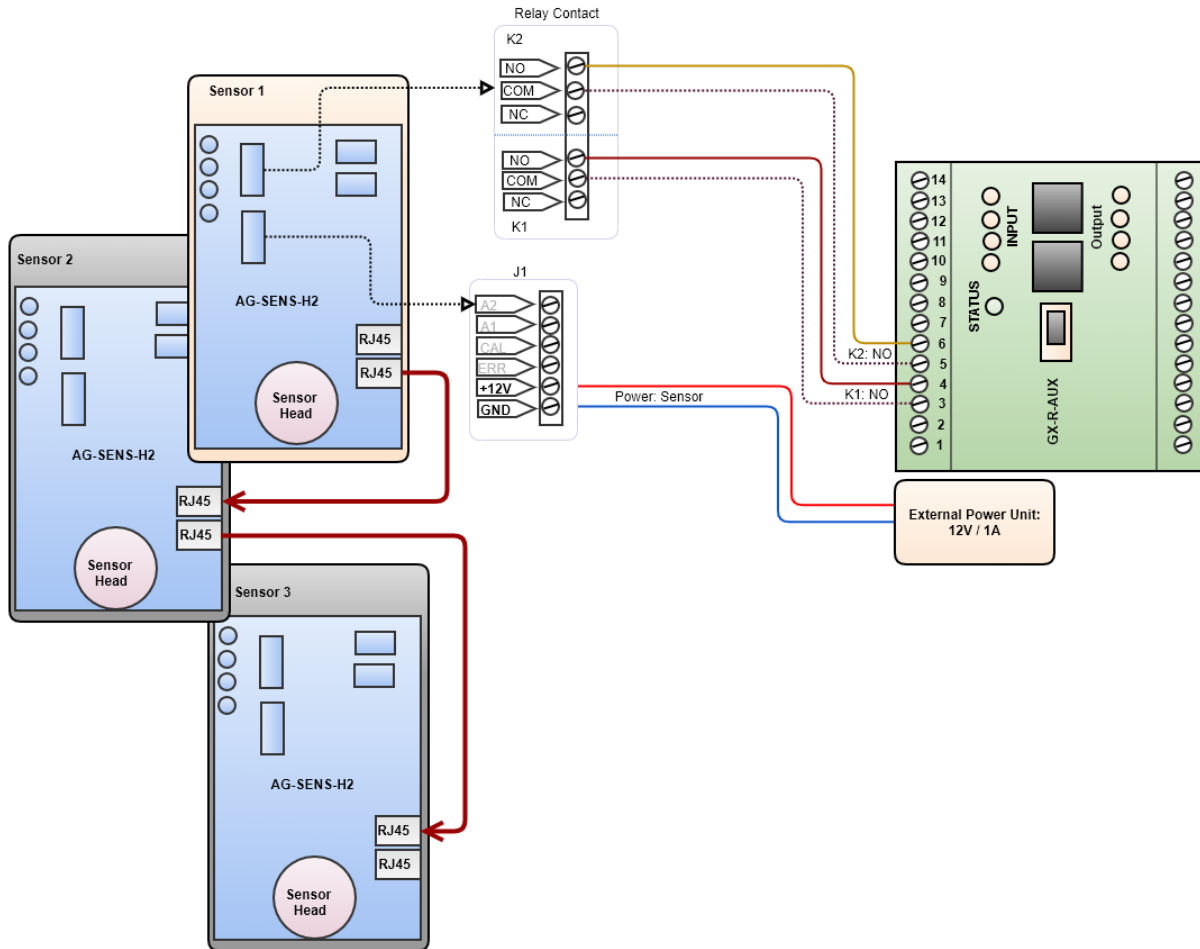 Relay Contact
K2
NO
COM
NC
NO
COM
NC
K1
Sensor 1
AG-SENS-H2
RJ45
RJ45
Sensor
Head
Sensor 2
AG-SENS-H2
RJ45
RJ45
Sensor
Head
Sensor 3
AG-SENS-H2
RJ45
RJ45
Sensor
Head
J1
A2
A1
CAL
ERR
+12V
GND
Power: Sensor
K2: NO
K1: NO
14
13
12
11
10
9
8
7
6
5
4
3
2
1
INPUT
Output
STATUS
GX-R-AUX
External Power Unit:
12V / 1A